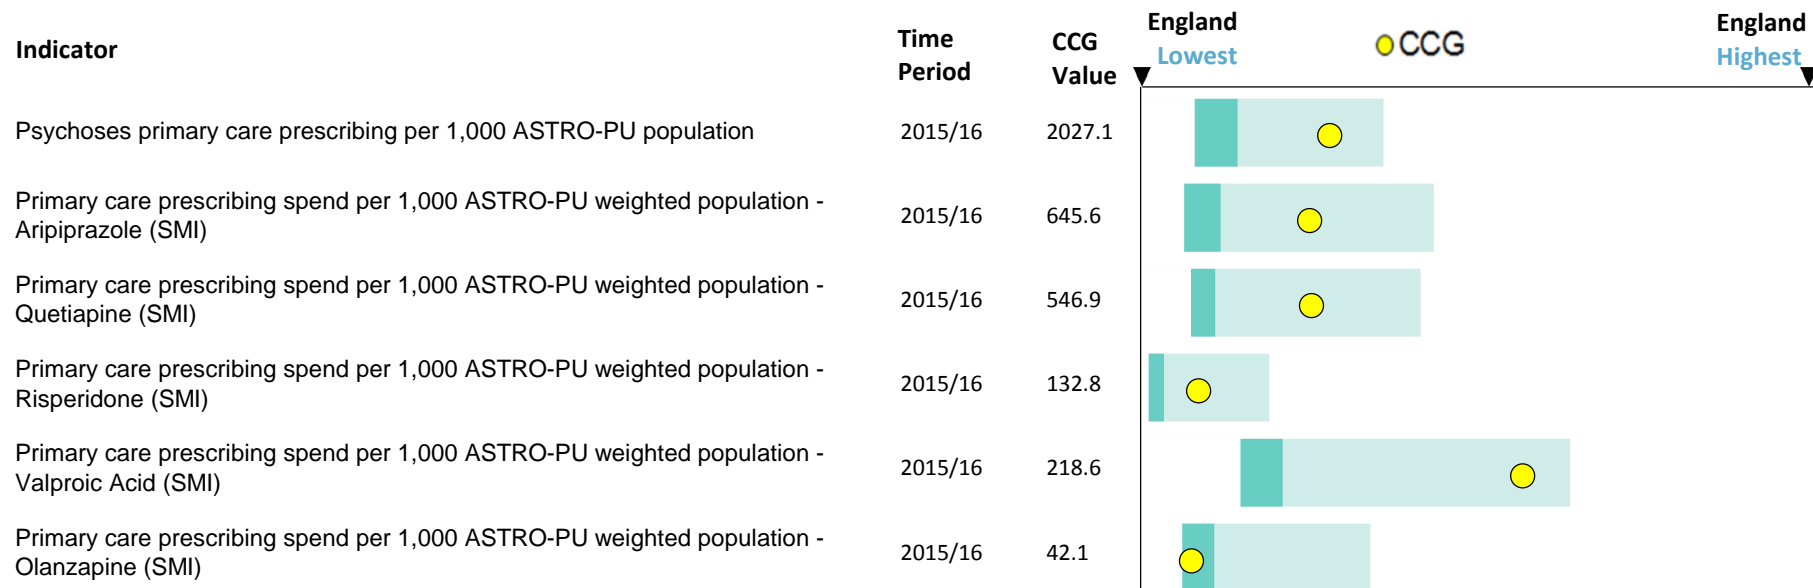 Indicator
Time
Period
CCG
Value
England
Lowest
CCG
England
Highest
Psychoses primary care prescribing per 1,000 ASTRO-PU population
2015/16
2027.1
Primary care prescribing spend per 1,000 ASTRO-PU weighted population -
Aripiprazole (SMI)
2015/16
645.6
Primary care prescribing spend per 1,000 ASTRO-PU weighted population -
Quetiapine (SMI)
2015/16
546.9
Primary care prescribing spend per 1,000 ASTRO-PU weighted population -
Risperidone (SMI)
2015/16
132.8
Primary care prescribing spend per 1,000 ASTRO-PU weighted population -
Valproic Acid (SMI)
2015/16
218.6
Primary care prescribing spend per 1,000 ASTRO-PU weighted population -
Olanzapine (SMI)
2015/16
42.1